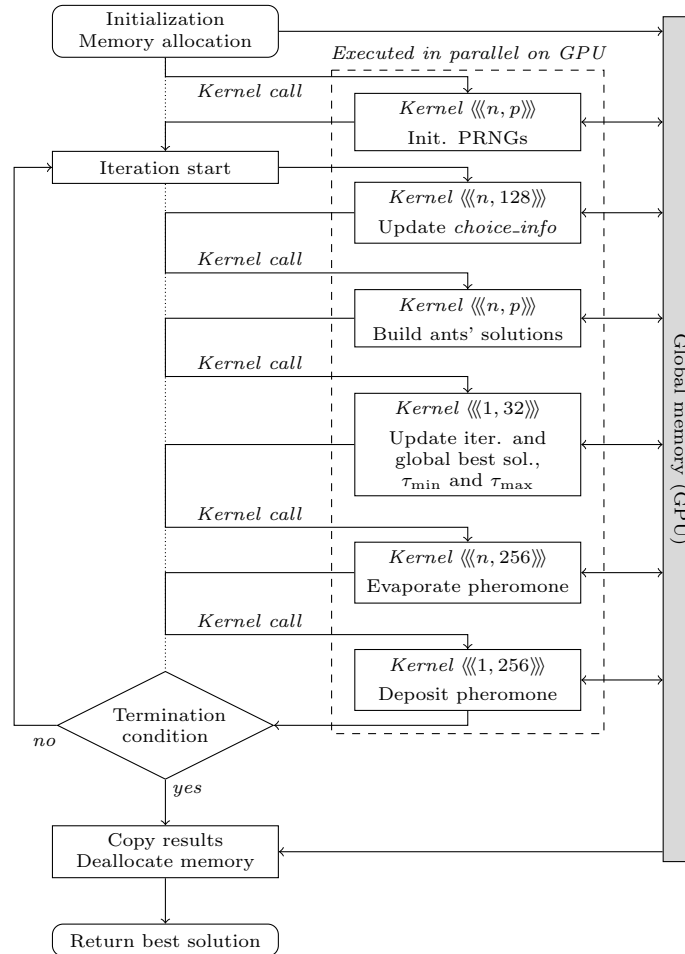 Initialization
Memory allocation
Executed in parallel on GPU
Kernel call
Kernel ⟨⟨⟨n, p⟩⟩⟩
Init. PRNGs
Iteration start
Kernel ⟨⟨⟨n, 128⟩⟩⟩
Update choice_info
Kernel call
Kernel ⟨⟨⟨n, p⟩⟩⟩
Build ants' solutions
Kernel call
Kernel ⟨⟨⟨1, 32⟩⟩⟩
Update iter. and
global best sol.,
τmin and τmax
Kernel call
Kernel ⟨⟨⟨n, 256⟩⟩⟩
Evaporate pheromone
Kernel call
Kernel ⟨⟨⟨1, 256⟩⟩⟩
Deposit pheromone
Termination
condition
no
yes
Copy results
Deallocate memory
Return best solution
Global memory (GPU)